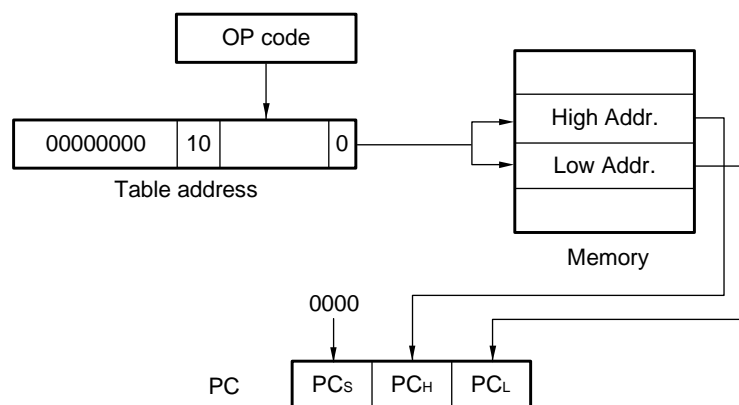 OP code
00000000 10 0
Table address
High Addr.
Low Addr.
Memory
0000
PC PCS PCH PCL